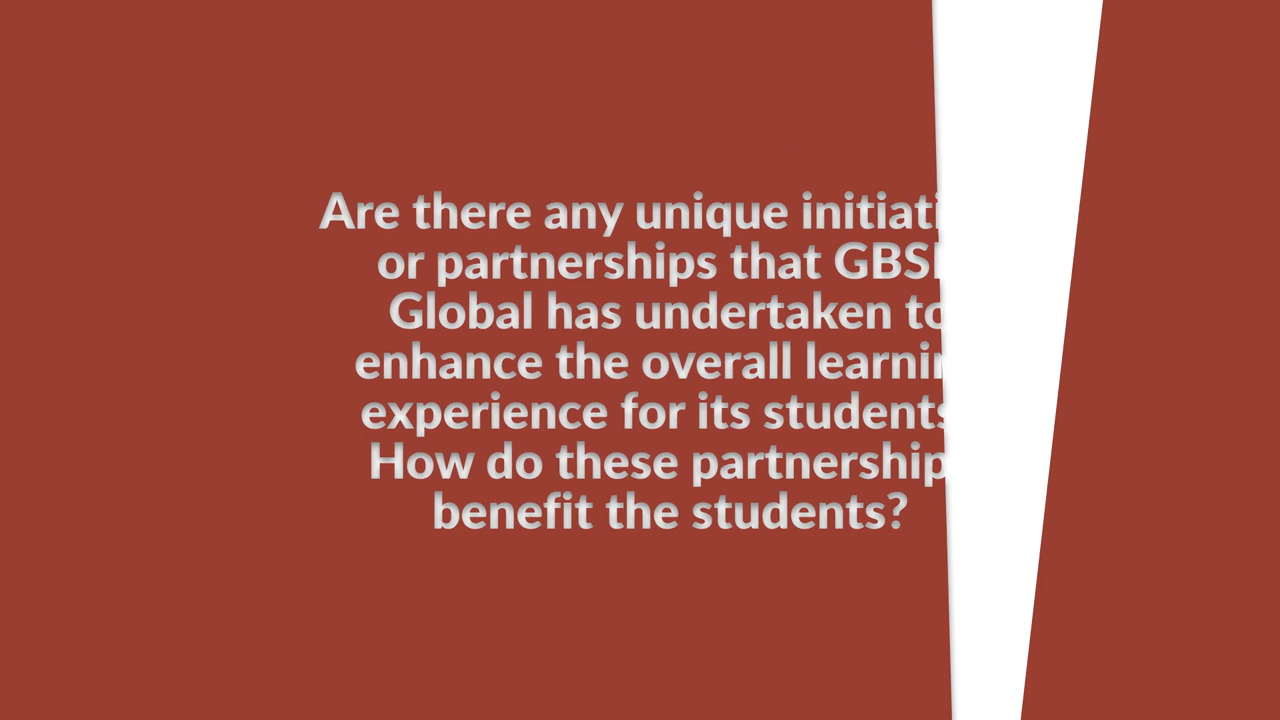 Are there any unique initiati
or partnerships that GBS
Global has undertaken to
enhance the overall learnin
experience for its students
How do these partnership
benefit the students?